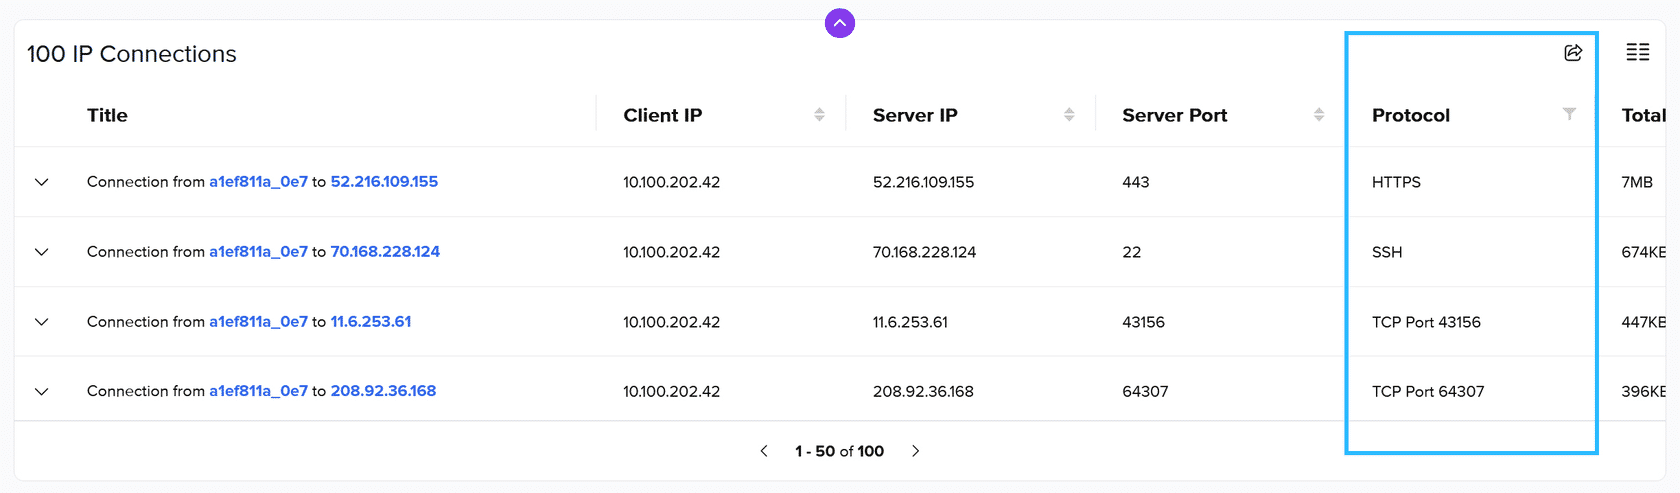 100 IP Connections
Title Client IP Server IP Server Port Protocol Total
Connection from a1ef811a_0e7 to 52.216.109.155 10.100.202.42 52.216.109.155 443 HTTPS 7MB
Connection from a1ef811a_0e7 to 70.168.228.124 10.100.202.42 70.168.228.124 22 SSH 674KB
Connection from a1ef811a_0e7 to 11.6.253.61 10.100.202.42 11.6.253.61 43156 TCP Port 43156 447KB
Connection from a1ef811a_0e7 to 208.92.36.168 10.100.202.42 208.92.36.168 64307 TCP Port 64307 396KB
1 - 50 of 100